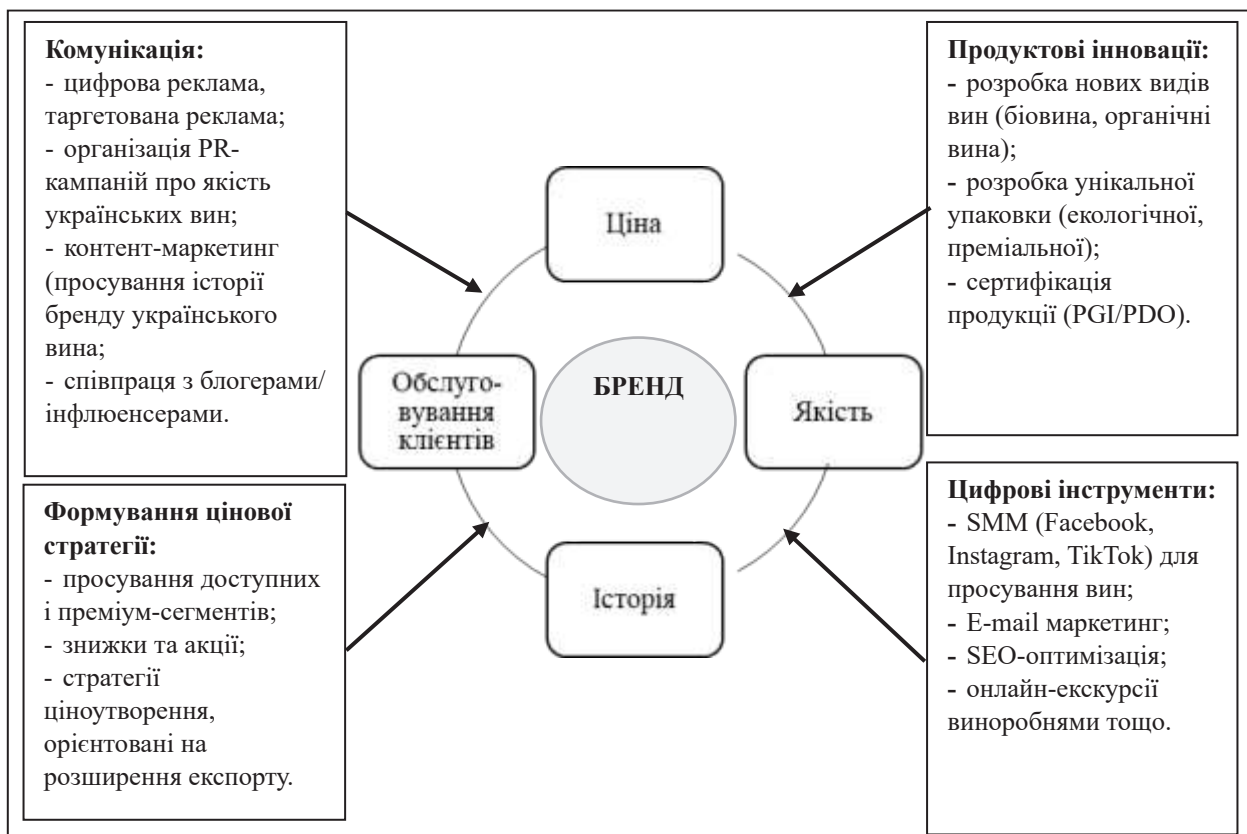 Комунікація:
- цифрова реклама,
таргетована реклама;
- організація PR-
кампаній про якість
українських вин;
- контент-маркетинг
(просування історії
бренду українського
вина;
- співпраця з блогерами/
інфлюенсерами.
Продуктові інновації:
- розробка нових видів
вин (біовина, органічні
вина);
- розробка унікальної
упаковки (екологічної,
преміальної);
- сертифікація
продукції (PGI/PDO).
Ціна
Обслуго-
вування
клієнтів
БРЕНД
Якість
Історія
Формування цінової
стратегії:
- просування доступних
і преміум-сегментів;
- знижки та акції;
- стратегії
ціноутворення,
орієнтовані на
розширення експорту.
Цифрові інструменти:
- SMM (Facebook,
Instagram, TikTok) для
просування вин;
- E-mail маркетинг;
- SEO-оптимізація;
- онлайн-екскурсії
виноробнями тощо.